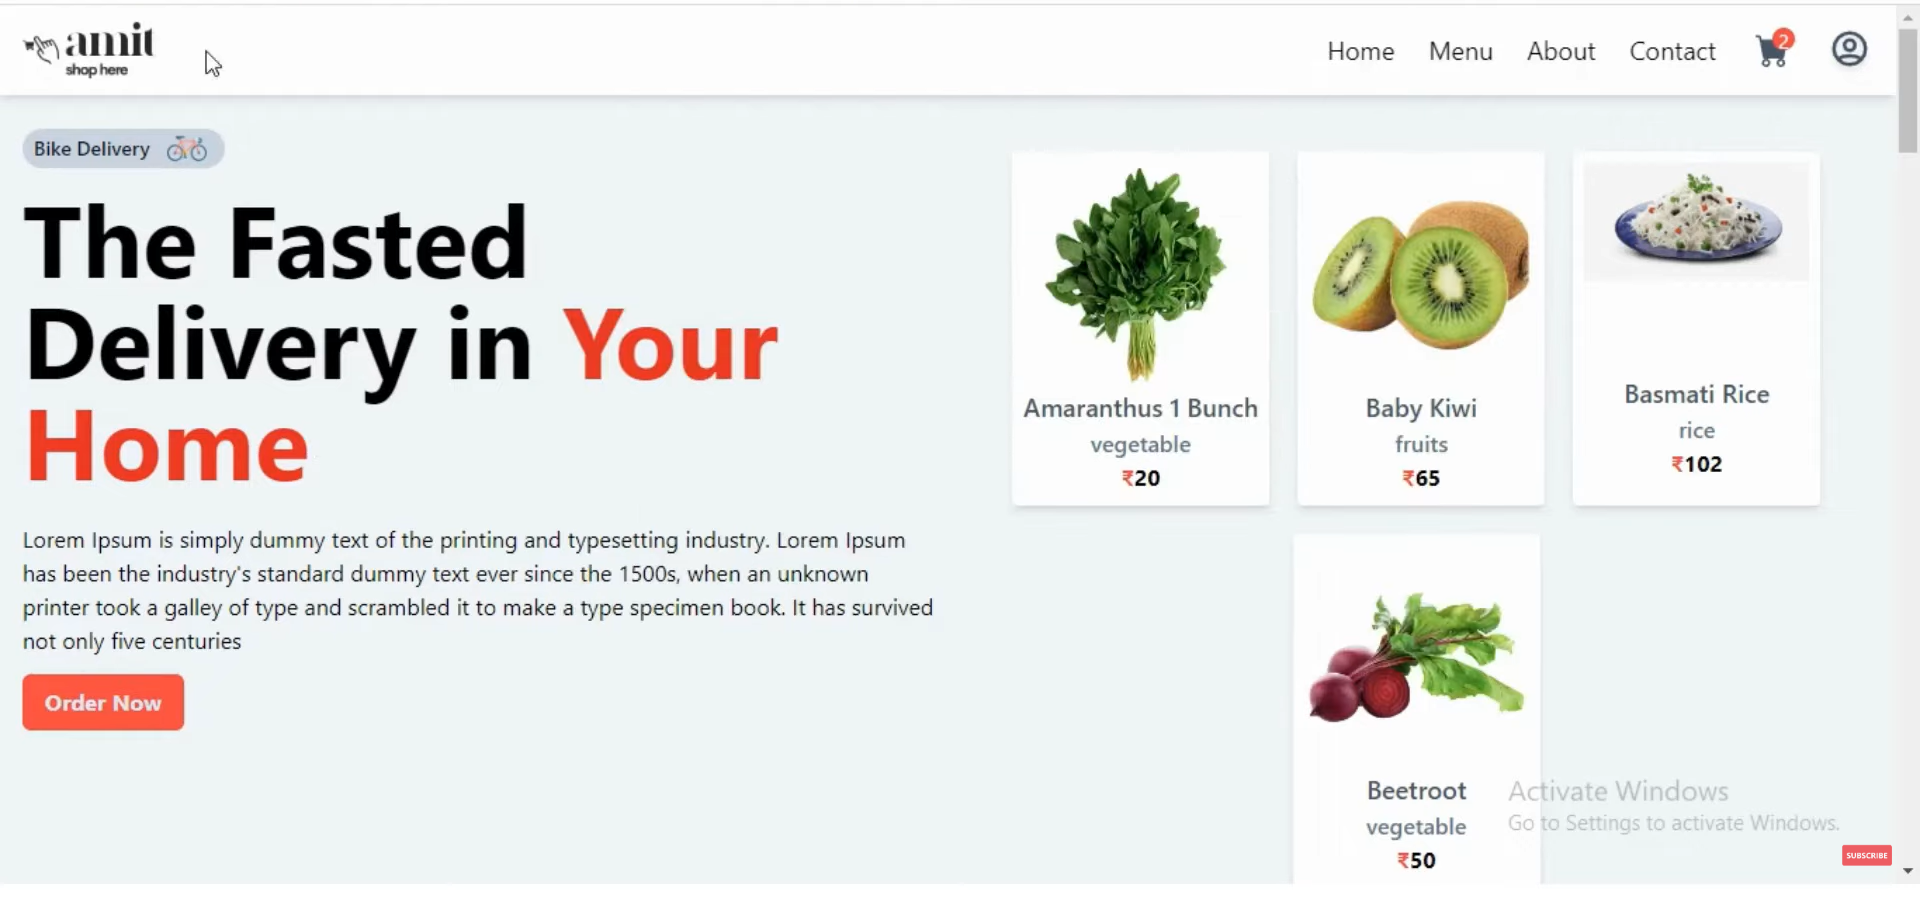 amit
shop here
Home Menu About Contact 2
Bike Delivery
The Fasted
Delivery in Your
Home
Lorem Ipsum is simply dummy text of the printing and typesetting industry. Lorem Ipsum
has been the industry's standard dummy text ever since the 1500s, when an unknown
printer took a galley of type and scrambled it to make a type specimen book. It has survived
not only five centuries
Order Now
Amaranthus 1 Bunch
vegetable
₹20
Baby Kiwi
fruits
₹65
Basmati Rice
rice
₹102
Beetroot
vegetable
₹50
Activate Windows
Go to Settings to activate Windows.
SUBSCRIBE